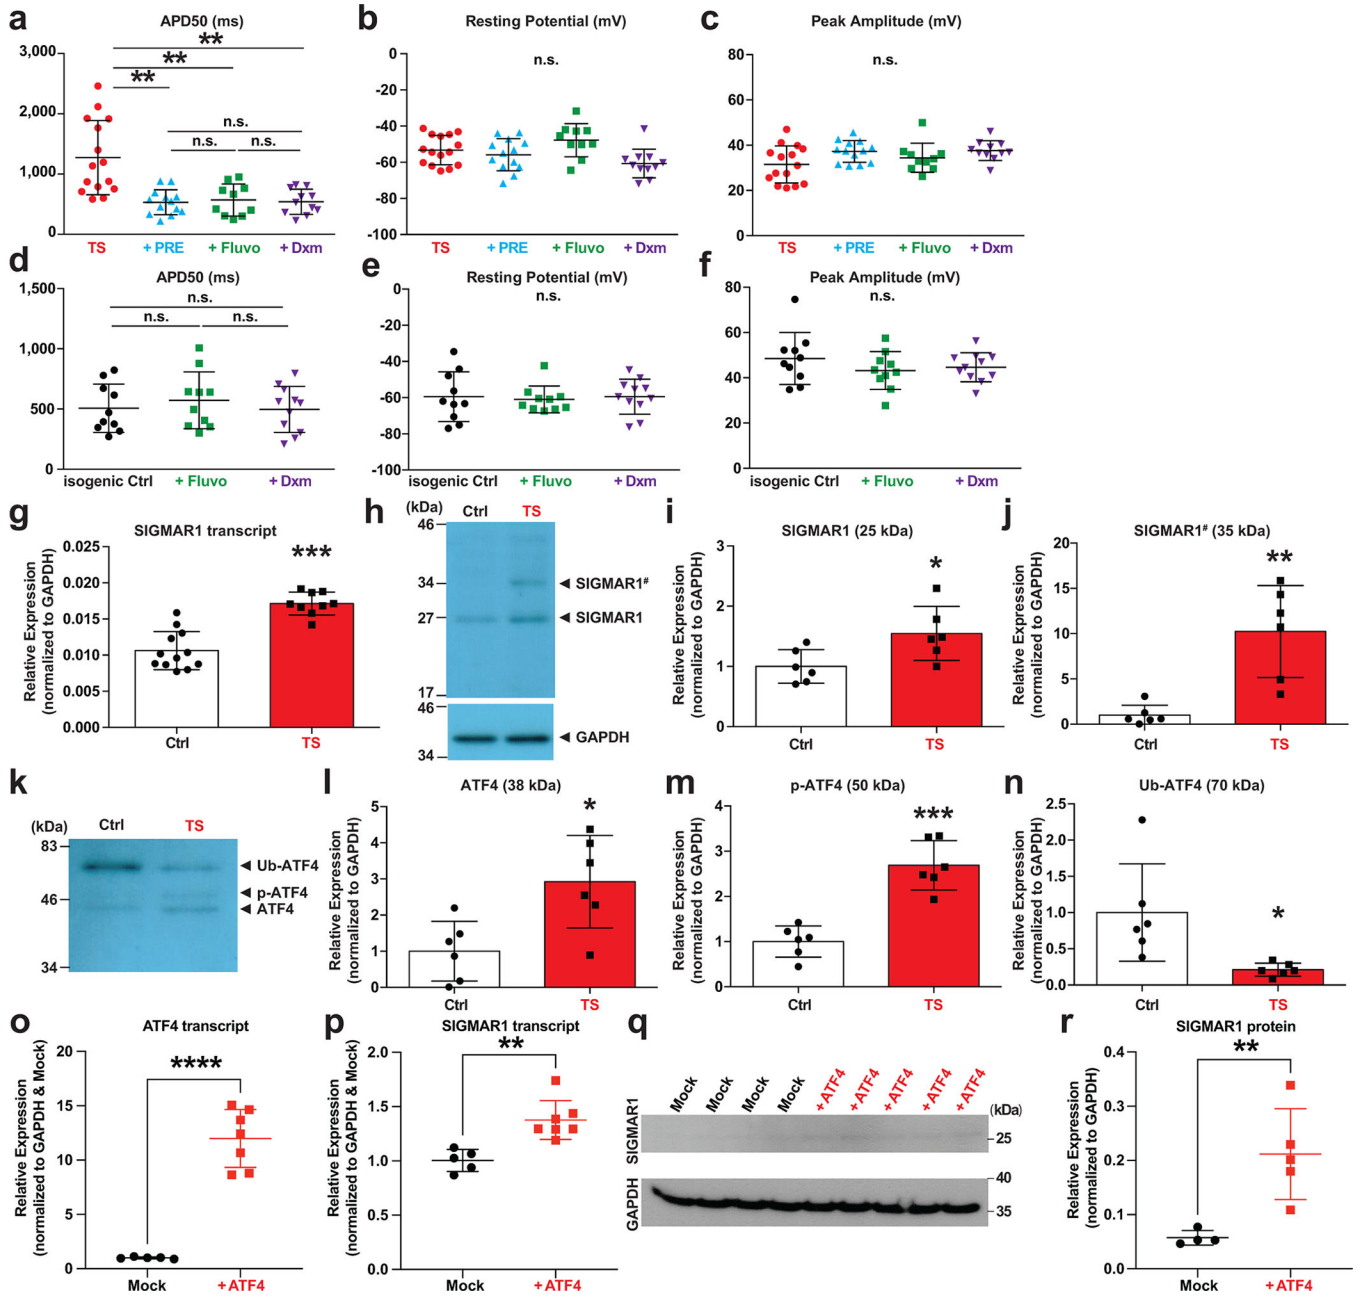 a
APD50 (ms)
3,000
2,000
1,000
0
**
**
**
n.s.
n.s.
n.s.
TS
+ PRE
+ Fluvo
+ Dxm
b
Resting Potential (mV)
n.s.
0
-20
-40
-60
-80
-100
TS
+ PRE
+ Fluvo
+ Dxm
c
Peak Amplitude (mV)
n.s.
80
60
40
20
0
TS
+ PRE
+ Fluvo
+ Dxm
d
APD50 (ms)
1,500
1,000
500
0
n.s.
n.s.
n.s.
isogenic Ctrl
+ Fluvo
+ Dxm
e
Resting Potential (mV)
n.s.
0
-20
-40
-60
-80
-100
isogenic Ctrl
+ Fluvo
+ Dxm
f
Peak Amplitude (mV)
n.s.
80
60
40
20
0
isogenic Ctrl
+ Fluvo
+ Dxm
g
SIGMAR1 transcript
Relative Expression
(normalized to GAPDH)
0.025
0.020
0.015
0.010
0.005
0.000
***
Ctrl
TS
h
(kDa)
Ctrl
TS
46
34
27
17
46
34
SIGMAR1#
SIGMAR1
GAPDH
i
SIGMAR1 (25 kDa)
Relative Expression
(normalized to GAPDH)
3
2
1
0
*
Ctrl
TS
j
SIGMAR1# (35 kDa)
Relative Expression
(normalized to GAPDH)
20
15
10
5
0
**
Ctrl
TS
k
(kDa)
Ctrl
TS
83
46
34
Ub-ATF4
p-ATF4
ATF4
l
ATF4 (38 kDa)
Relative Expression
(normalized to GAPDH)
5
4
3
2
1
0
*
Ctrl
TS
m
p-ATF4 (50 kDa)
Relative Expression
(normalized to GAPDH)
4
3
2
1
0
***
Ctrl
TS
n
Ub-ATF4 (70 kDa)
Relative Expression
(normalized to GAPDH)
2.5
2.0
1.5
1.0
0.5
0.0
*
Ctrl
TS
o
ATF4 transcript
Relative Expression
(normalized to GAPDH & Mock)
20
15
10
5
0
****
Mock
+ATF4
p
SIGMAR1 transcript
Relative Expression
(normalized to GAPDH & Mock)
2.0
1.5
1.0
0.5
0.0
**
Mock
+ATF4
q
Mock
Mock
Mock
Mock
+ATF4
+ATF4
+ATF4
+ATF4
+ATF4
(kDa)
SIGMAR1
25
GAPDH
40
35
r
SIGMAR1 protein
Relative Expression
(normalized to GAPDH)
0.4
0.3
0.2
0.1
0.0
**
Mock
+ATF4